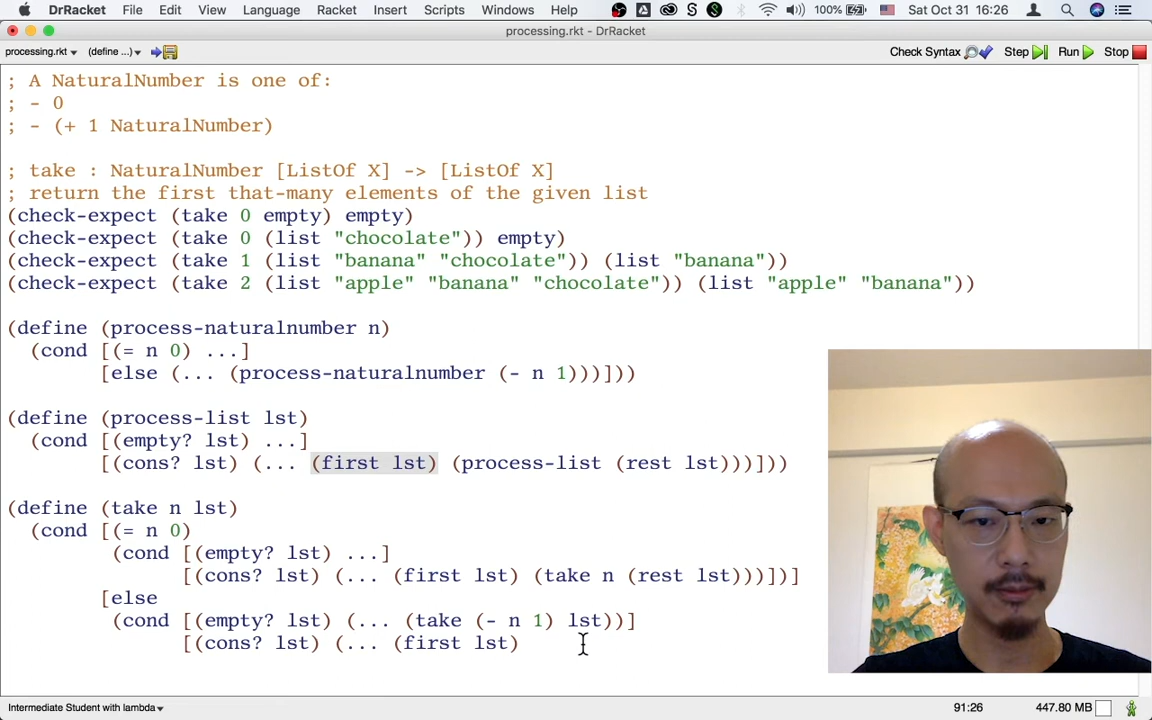 DrRacket File Edit View Language Racket Insert Scripts Windows Help 100% Sat Oct 31 16:26
processing.rkt - DrRacket
processing.rkt (define ...) Check Syntax Step Run Stop
; A NaturalNumber is one of:
; - 0
; - (+ 1 NaturalNumber)
; take : NaturalNumber [ListOf X] -> [ListOf X]
; return the first that-many elements of the given list
(check-expect (take 0 empty) empty)
(check-expect (take 0 (list "chocolate")) empty)
(check-expect (take 1 (list "banana" "chocolate")) (list "banana"))
(check-expect (take 2 (list "apple" "banana" "chocolate")) (list "apple" "banana"))
(define (process-naturalnumber n)
(cond [(= n 0) ...]
[else (... (process-naturalnumber (- n 1)))]))
(define (process-list lst)
(cond [(empty? lst) ...]
[(cons? lst) (... (first lst) (process-list (rest lst)))]))
(define (take n lst)
(cond [(= n 0)
(cond [(empty? lst) ...]
[(cons? lst) (... (first lst) (take n (rest lst)))])]
[else
(cond [(empty? lst) (... (take (- n 1) lst))]
[(cons? lst) (... (first lst)
Intermediate Student with lambda 91:26 447.80 MB